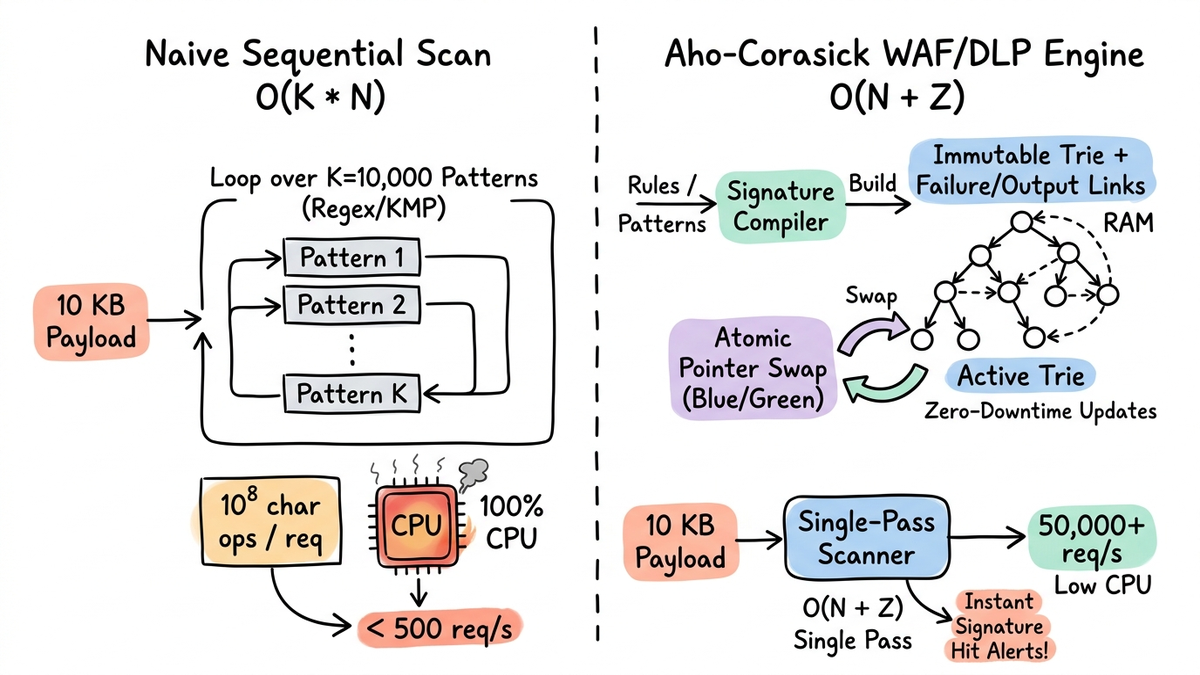 Naive Sequential Scan
O(K * N)
Loop over K=10,000 Patterns
(Regex/KMP)
Pattern 1
Pattern 2
Pattern K
10 KB
Payload
10⁸ char
ops / req
CPU
100%
CPU
< 500 req/s
Aho-Corasick WAF/DLP Engine
O(N + Z)
Rules /
Patterns
Signature
Compiler
Build
Immutable Trie +
Failure/Output Links
RAM
Swap
Atomic
Pointer Swap
(Blue/Green)
Active Trie
Zero-Downtime Updates
10 KB
Payload
Single-Pass
Scanner
50,000+
req/s
Low CPU
O(N + Z)
Single Pass
Instant
Signature
Hit Alerts!